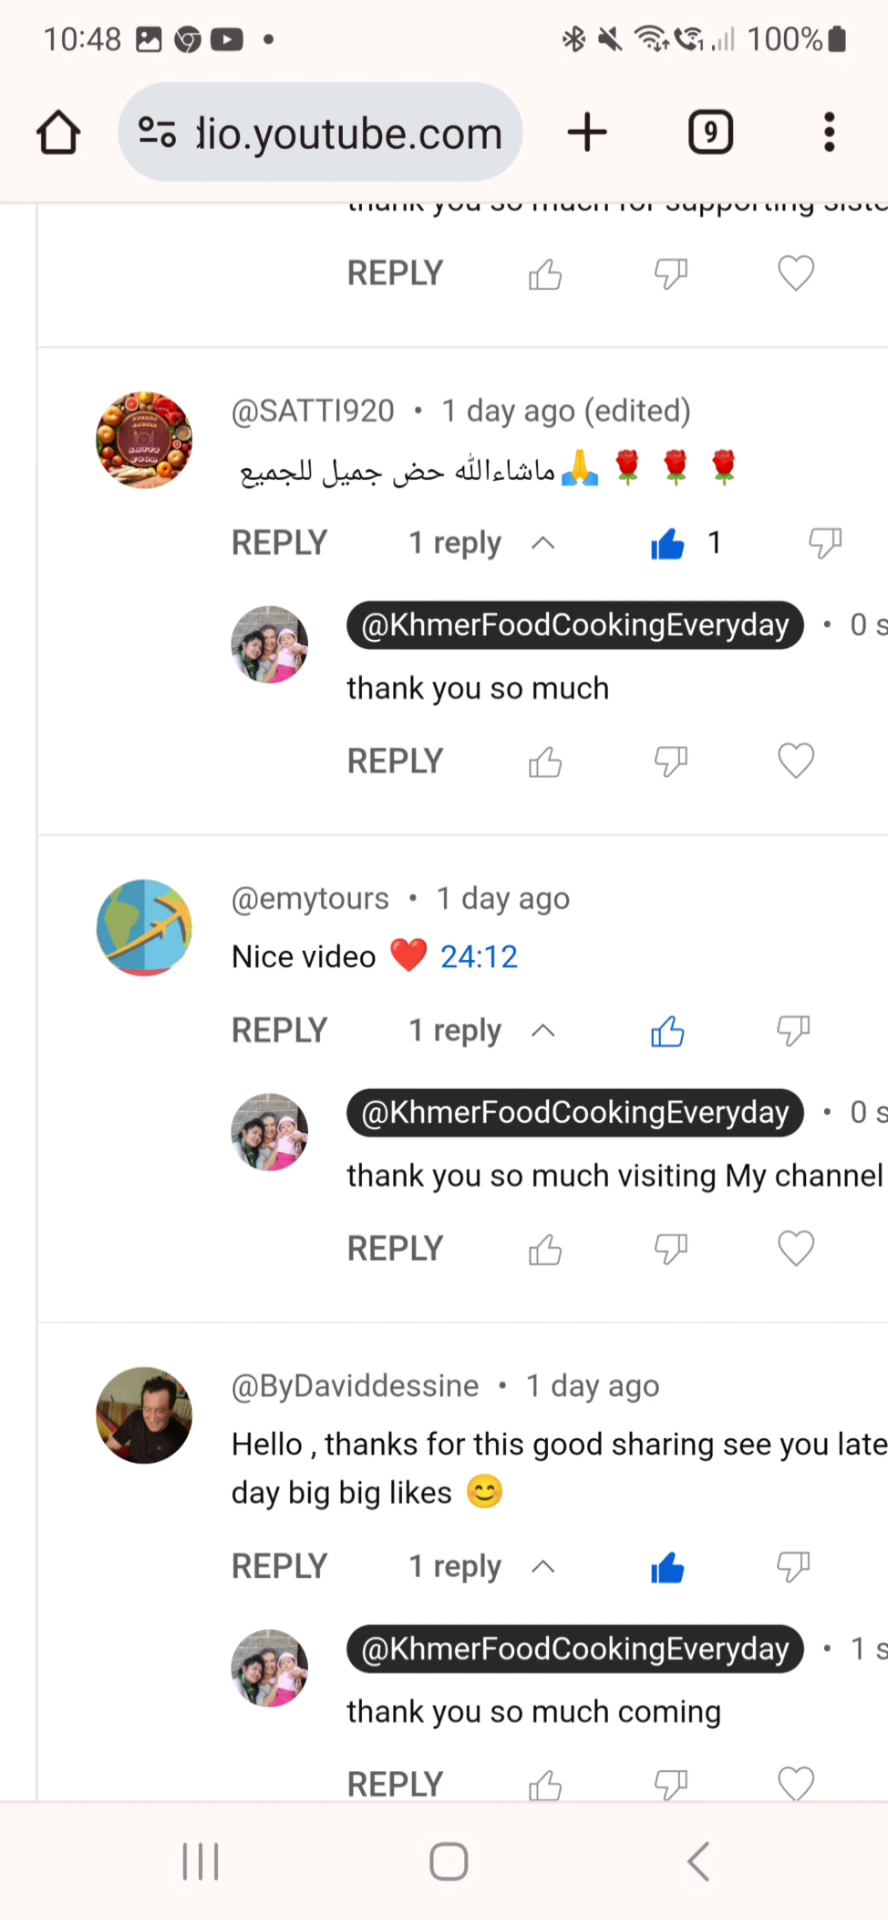 10:48
100%
dio.youtube.com
9
thank you so much for supporting siste
REPLY
@SATTI920 • 1 day ago (edited)
ماشاءالله حض جميل للجميع🙏🌹🌹🌹
REPLY 1 reply 1
@KhmerFoodCookingEveryday • 0 s
thank you so much
REPLY
@emytours • 1 day ago
Nice video ❤️ 24:12
REPLY 1 reply
@KhmerFoodCookingEveryday • 0 s
thank you so much visiting My channel
REPLY
@ByDaviddessine • 1 day ago
Hello , thanks for this good sharing see you late
day big big likes 😊
REPLY 1 reply
@KhmerFoodCookingEveryday • 1 s
thank you so much coming
REPLY